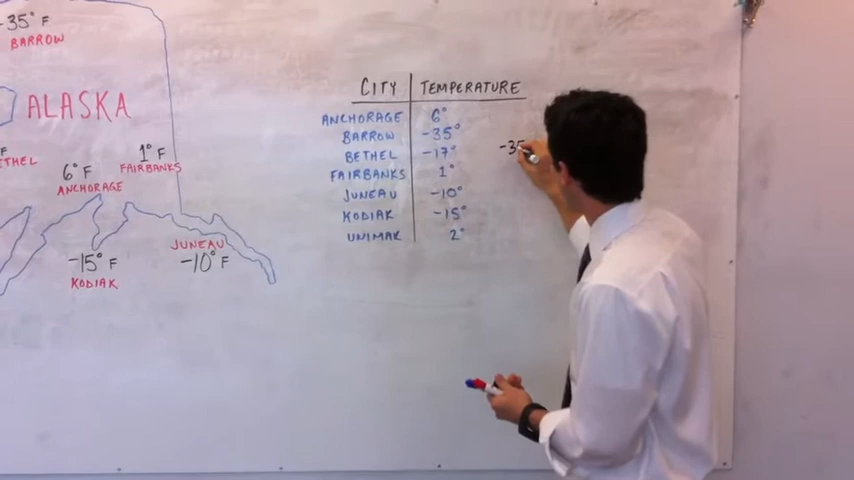 -35° F
BARROW
ALASKA
F
ETHEL
6° F
ANCHORAGE
1° F
FAIRBANKS
-15° F
KODIAK
JUNEAU
-10° F
CITY TEMPERATURE
ANCHORAGE 6°
BARROW -35°
BETHEL -17°
FAIRBANKS 1°
JUNEAU -10°
KODIAK -15°
UNIMAK 2°
-35